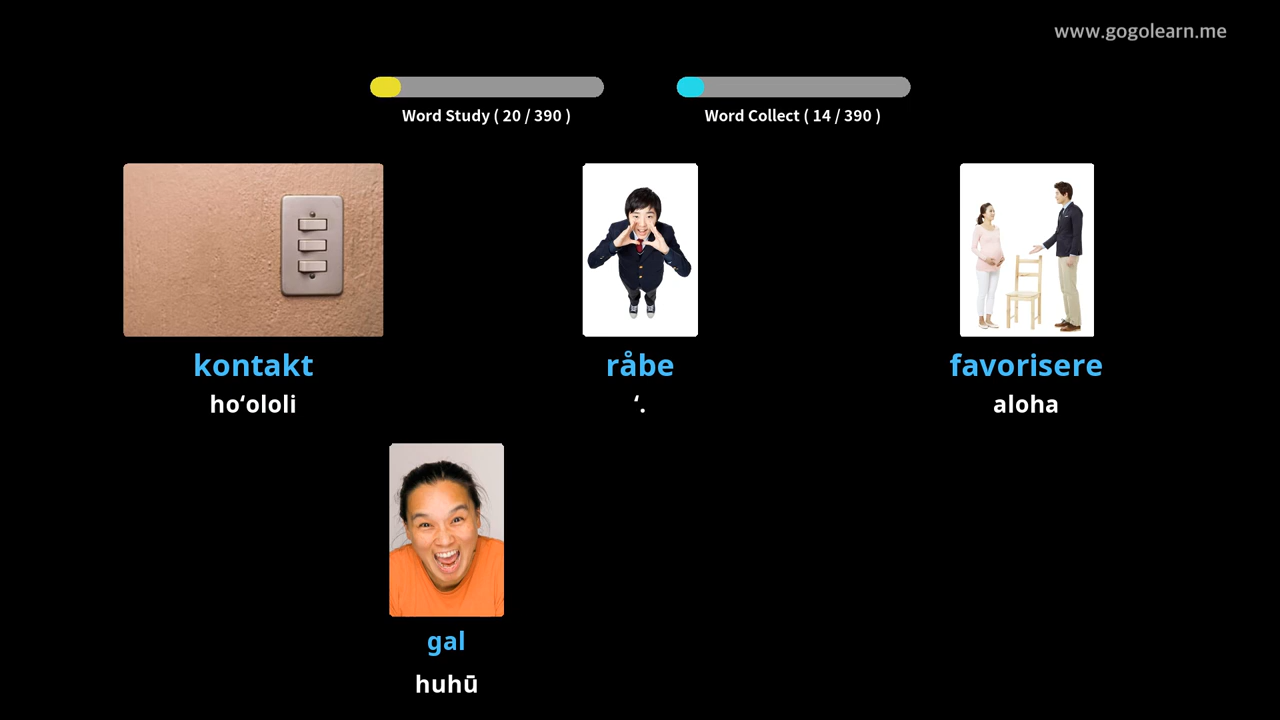 www.gogolearn.me
Word Study ( 20 / 390 )
Word Collect ( 14 / 390 )
kontakt
hoʻololi
råbe
ʻ.
favorisere
aloha
gal
huhū